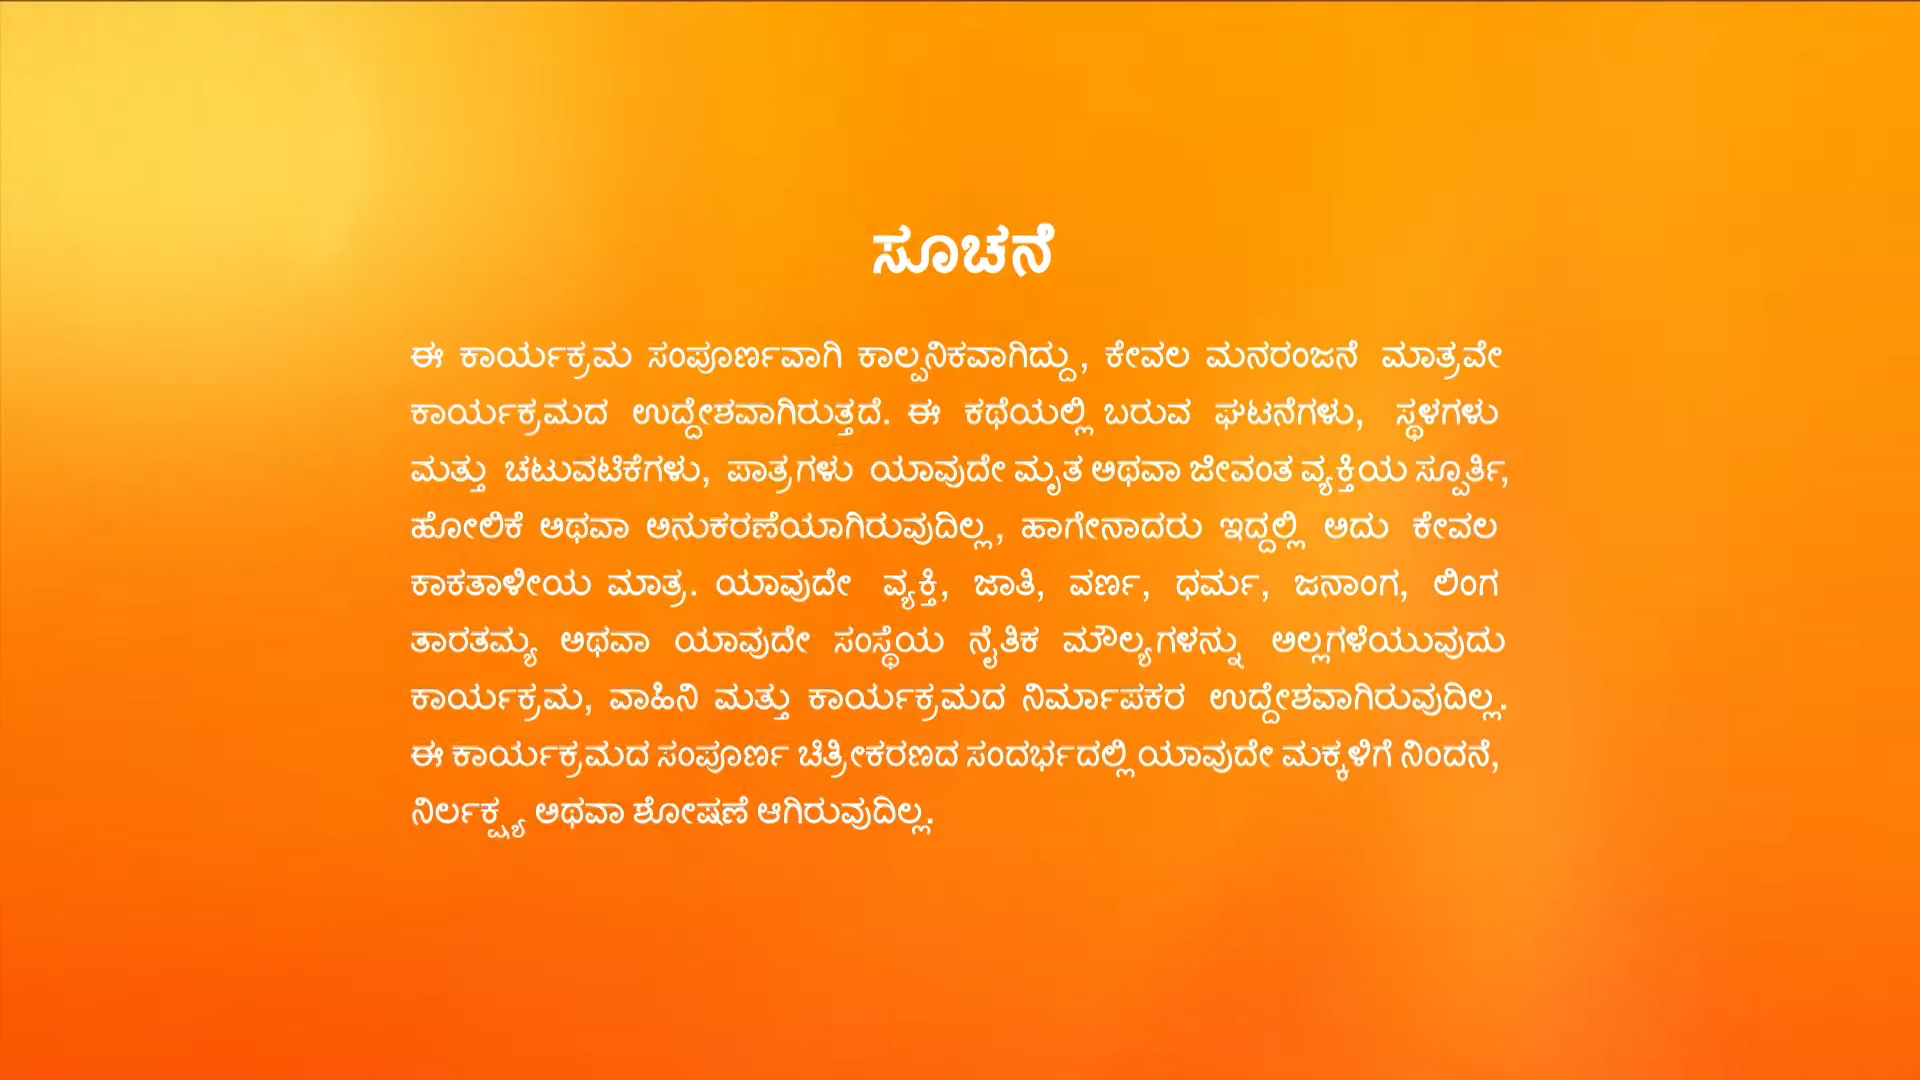 ಸೂಚನೆ
ಈ ಕಾರ್ಯಕ್ರಮ ಸಂಪೂರ್ಣವಾಗಿ ಕಾಲ್ಪನಿಕವಾಗಿದ್ದು, ಕೇವಲ ಮನರಂಜನೆ ಮಾತ್ರವೇ
ಕಾರ್ಯಕ್ರಮದ ಉದ್ದೇಶವಾಗಿರುತ್ತದೆ. ಈ ಕಥೆಯಲ್ಲಿ ಬರುವ ಘಟನೆಗಳು, ಸ್ಥಳಗಳು
ಮತ್ತು ಚಟುವಟಿಕೆಗಳು, ಪಾತ್ರಗಳು ಯಾವುದೇ ಮೃತ ಅಥವಾ ಜೀವಂತ ವ್ಯಕ್ತಿಯ ಸ್ಪೂರ್ತಿ,
ಹೋಲಿಕೆ ಅಥವಾ ಅನುಕರಣೆಯಾಗಿರುವುದಿಲ್ಲ, ಹಾಗೇನಾದರು ಇದ್ದಲ್ಲಿ ಅದು ಕೇವಲ
ಕಾಕತಾಳೀಯ ಮಾತ್ರ. ಯಾವುದೇ ವ್ಯಕ್ತಿ, ಜಾತಿ, ವರ್ಣ, ಧರ್ಮ, ಜನಾಂಗ, ಲಿಂಗ
ತಾರತಮ್ಯ ಅಥವಾ ಯಾವುದೇ ಸಂಸ್ಥೆಯ ನೈತಿಕ ಮೌಲ್ಯಗಳನ್ನು ಅಲ್ಲಗಳೆಯುವುದು
ಕಾರ್ಯಕ್ರಮ, ವಾಹಿನಿ ಮತ್ತು ಕಾರ್ಯಕ್ರಮದ ನಿರ್ಮಾಪಕರ ಉದ್ದೇಶವಾಗಿರುವುದಿಲ್ಲ.
ಈ ಕಾರ್ಯಕ್ರಮದ ಸಂಪೂರ್ಣ ಚಿತ್ರೀಕರಣದ ಸಂದರ್ಭದಲ್ಲಿ ಯಾವುದೇ ಮಕ್ಕಳಿಗೆ ನಿಂದನೆ,
ನಿರ್ಲಕ್ಷ್ಯ ಅಥವಾ ಶೋಷಣೆ ಆಗಿರುವುದಿಲ್ಲ.